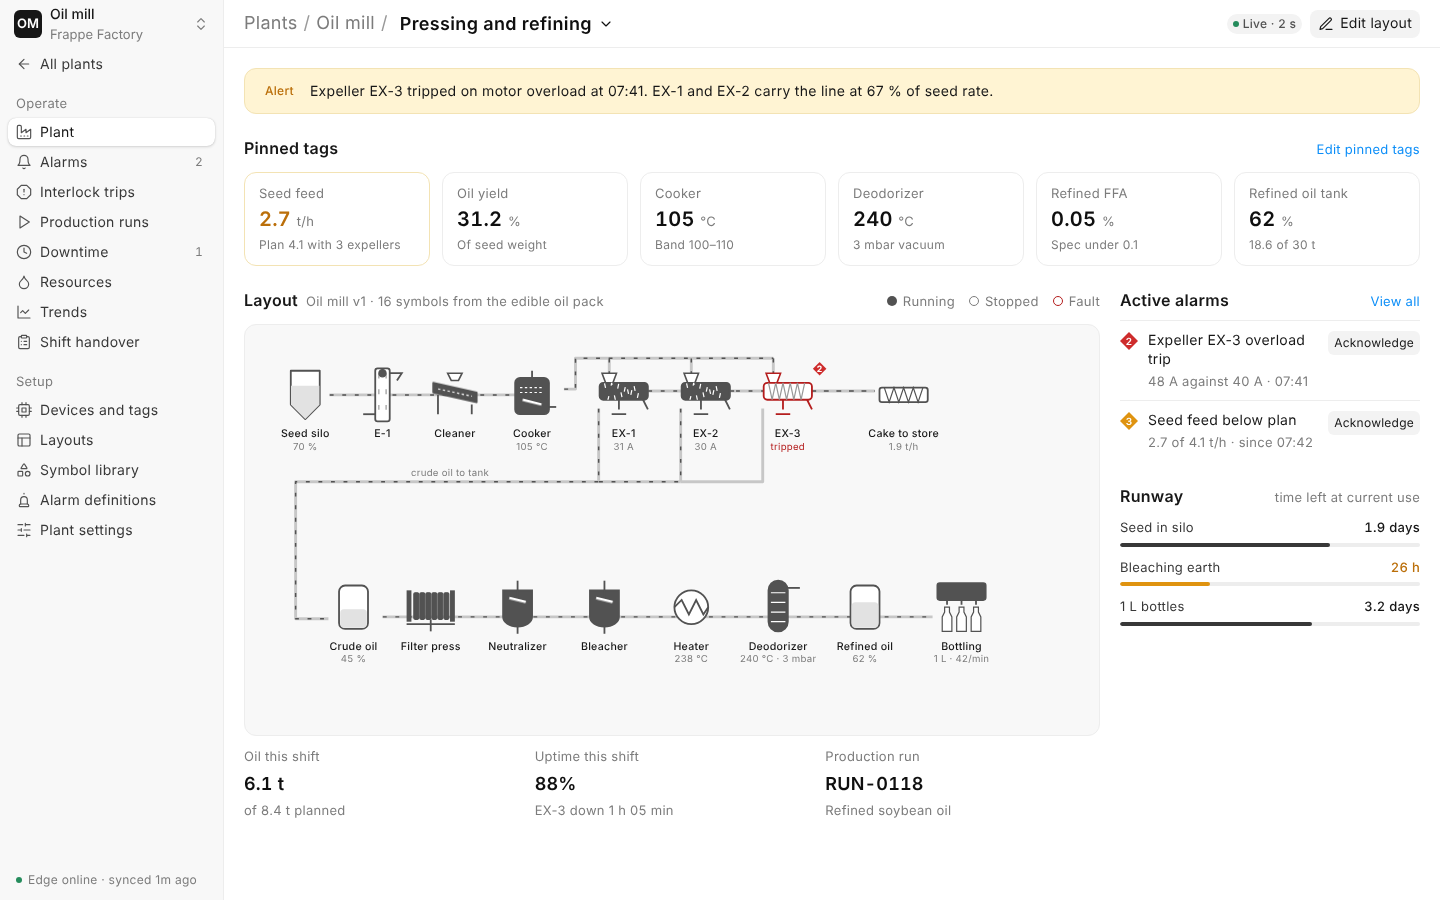 OM
Oil mill
Frappe Factory
All plants
Operate
Plant
Alarms 2
Interlock trips
Production runs
Downtime 1
Resources
Trends
Shift handover
Setup
Devices and tags
Layouts
Symbol library
Alarm definitions
Plant settings
Edge online · synced 1m ago
Plants / Oil mill / Pressing and refining
Live · 2 s
Edit layout
Alert Expeller EX-3 tripped on motor overload at 07:41. EX-1 and EX-2 carry the line at 67 % of seed rate.
Pinned tags
Edit pinned tags
Seed feed
2.7 t/h
Plan 4.1 with 3 expellers
Oil yield
31.2 %
Of seed weight
Cooker
105 °C
Band 100–110
Deodorizer
240 °C
3 mbar vacuum
Refined FFA
0.05 %
Spec under 0.1
Refined oil tank
62 %
18.6 of 30 t
Layout Oil mill v1 · 16 symbols from the edible oil pack
Running Stopped Fault
2
Seed silo
70 %
E-1
Cleaner
Cooker
105 °C
EX-1
31 A
EX-2
30 A
EX-3
tripped
Cake to store
1.9 t/h
crude oil to tank
Crude oil
45 %
Filter press
Neutralizer
Bleacher
Heater
238 °C
Deodorizer
240 °C · 3 mbar
Refined oil
62 %
Bottling
1 L · 42/min
Oil this shift
6.1 t
of 8.4 t planned
Uptime this shift
88%
EX-3 down 1 h 05 min
Production run
RUN-0118
Refined soybean oil
Active alarms
View all
2
Expeller EX-3 overload
trip
48 A against 40 A · 07:41
Acknowledge
3
Seed feed below plan
2.7 of 4.1 t/h · since 07:42
Acknowledge
Runway
time left at current use
Seed in silo 1.9 days
Bleaching earth 26 h
1 L bottles 3.2 days